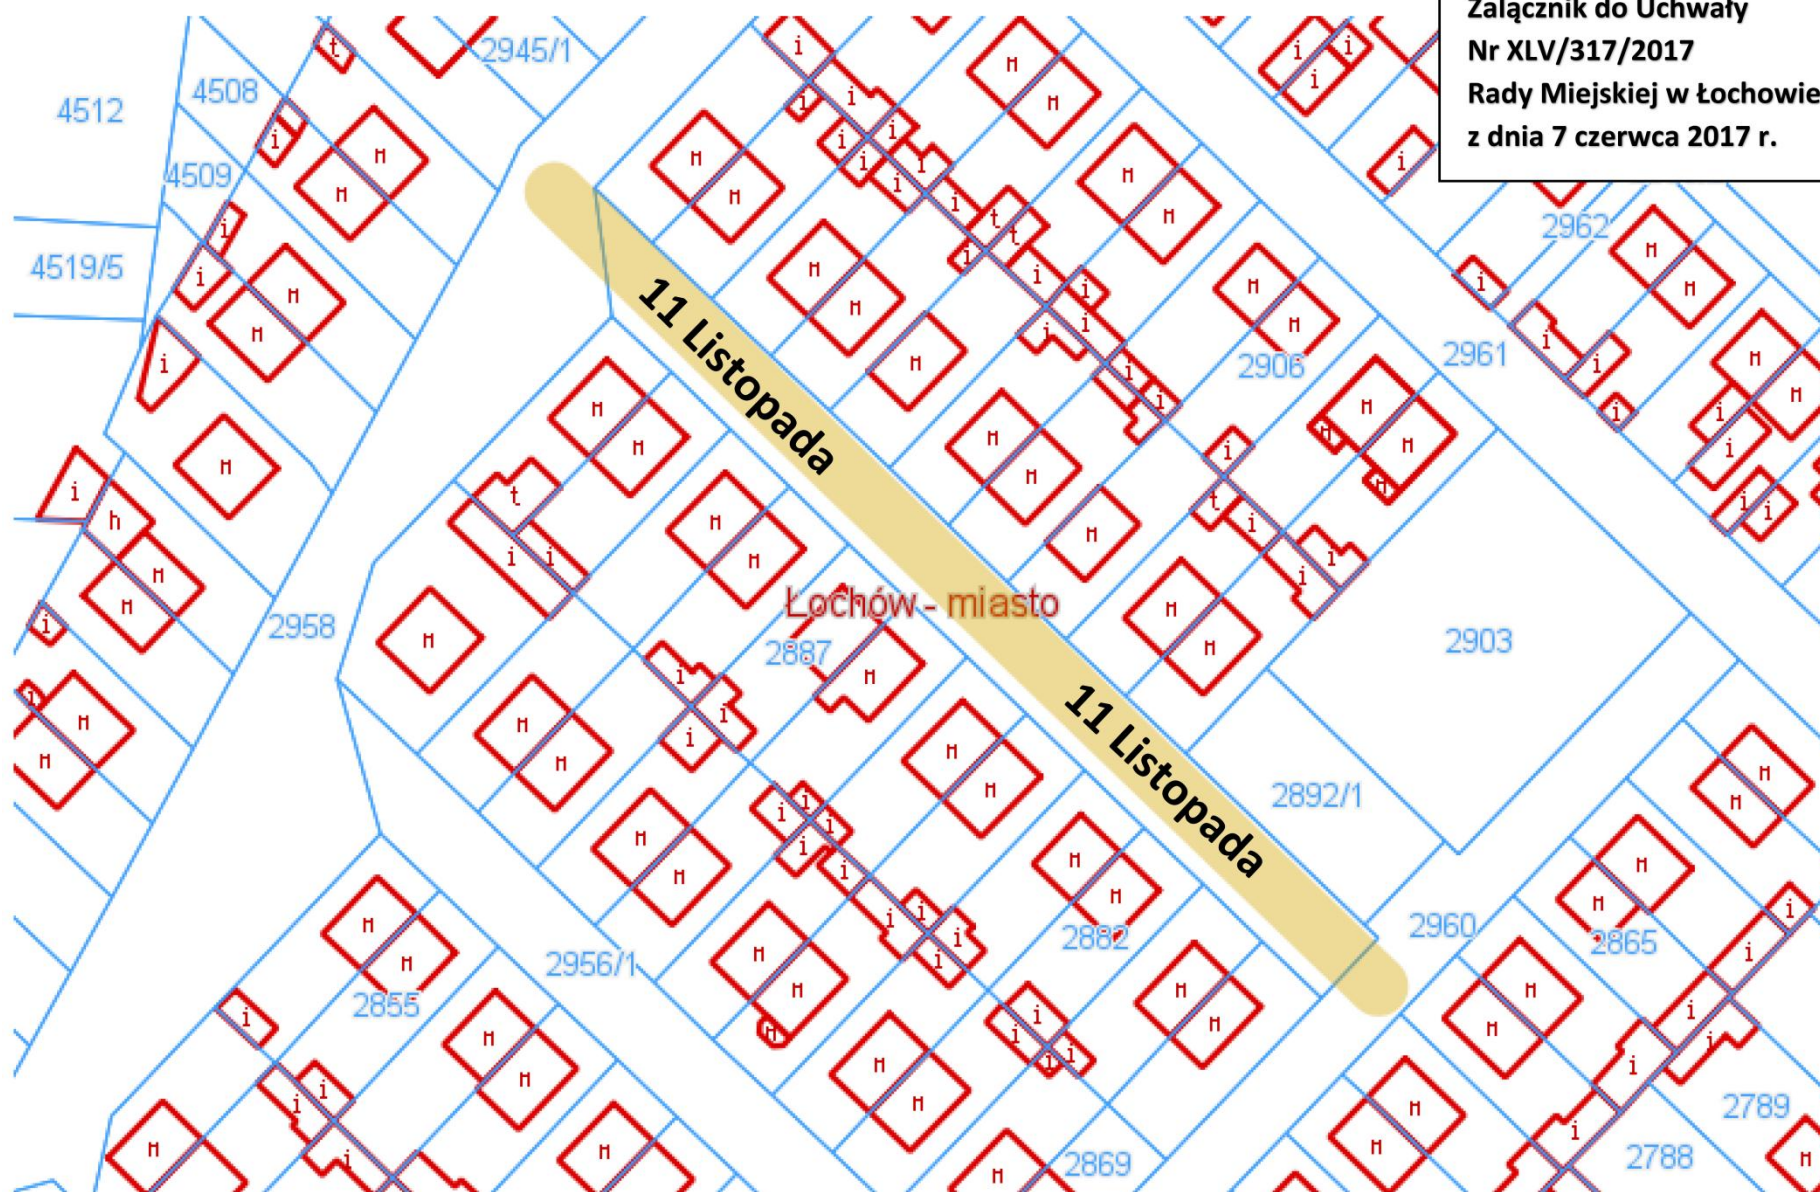 Załącznik do Uchwały
Nr XLV/317/2017
Rady Miejskiej w Łochowie
z dnia 7 czerwca 2017 r.
2945/1
4508
4512
4509
2962
4519/5
11 Listopada
2961
2906
Łochów - miasto
2958
2887
2903
11 Listopada
2892/1
2960
2882
2865
2956/1
2855
2789
2788
2869